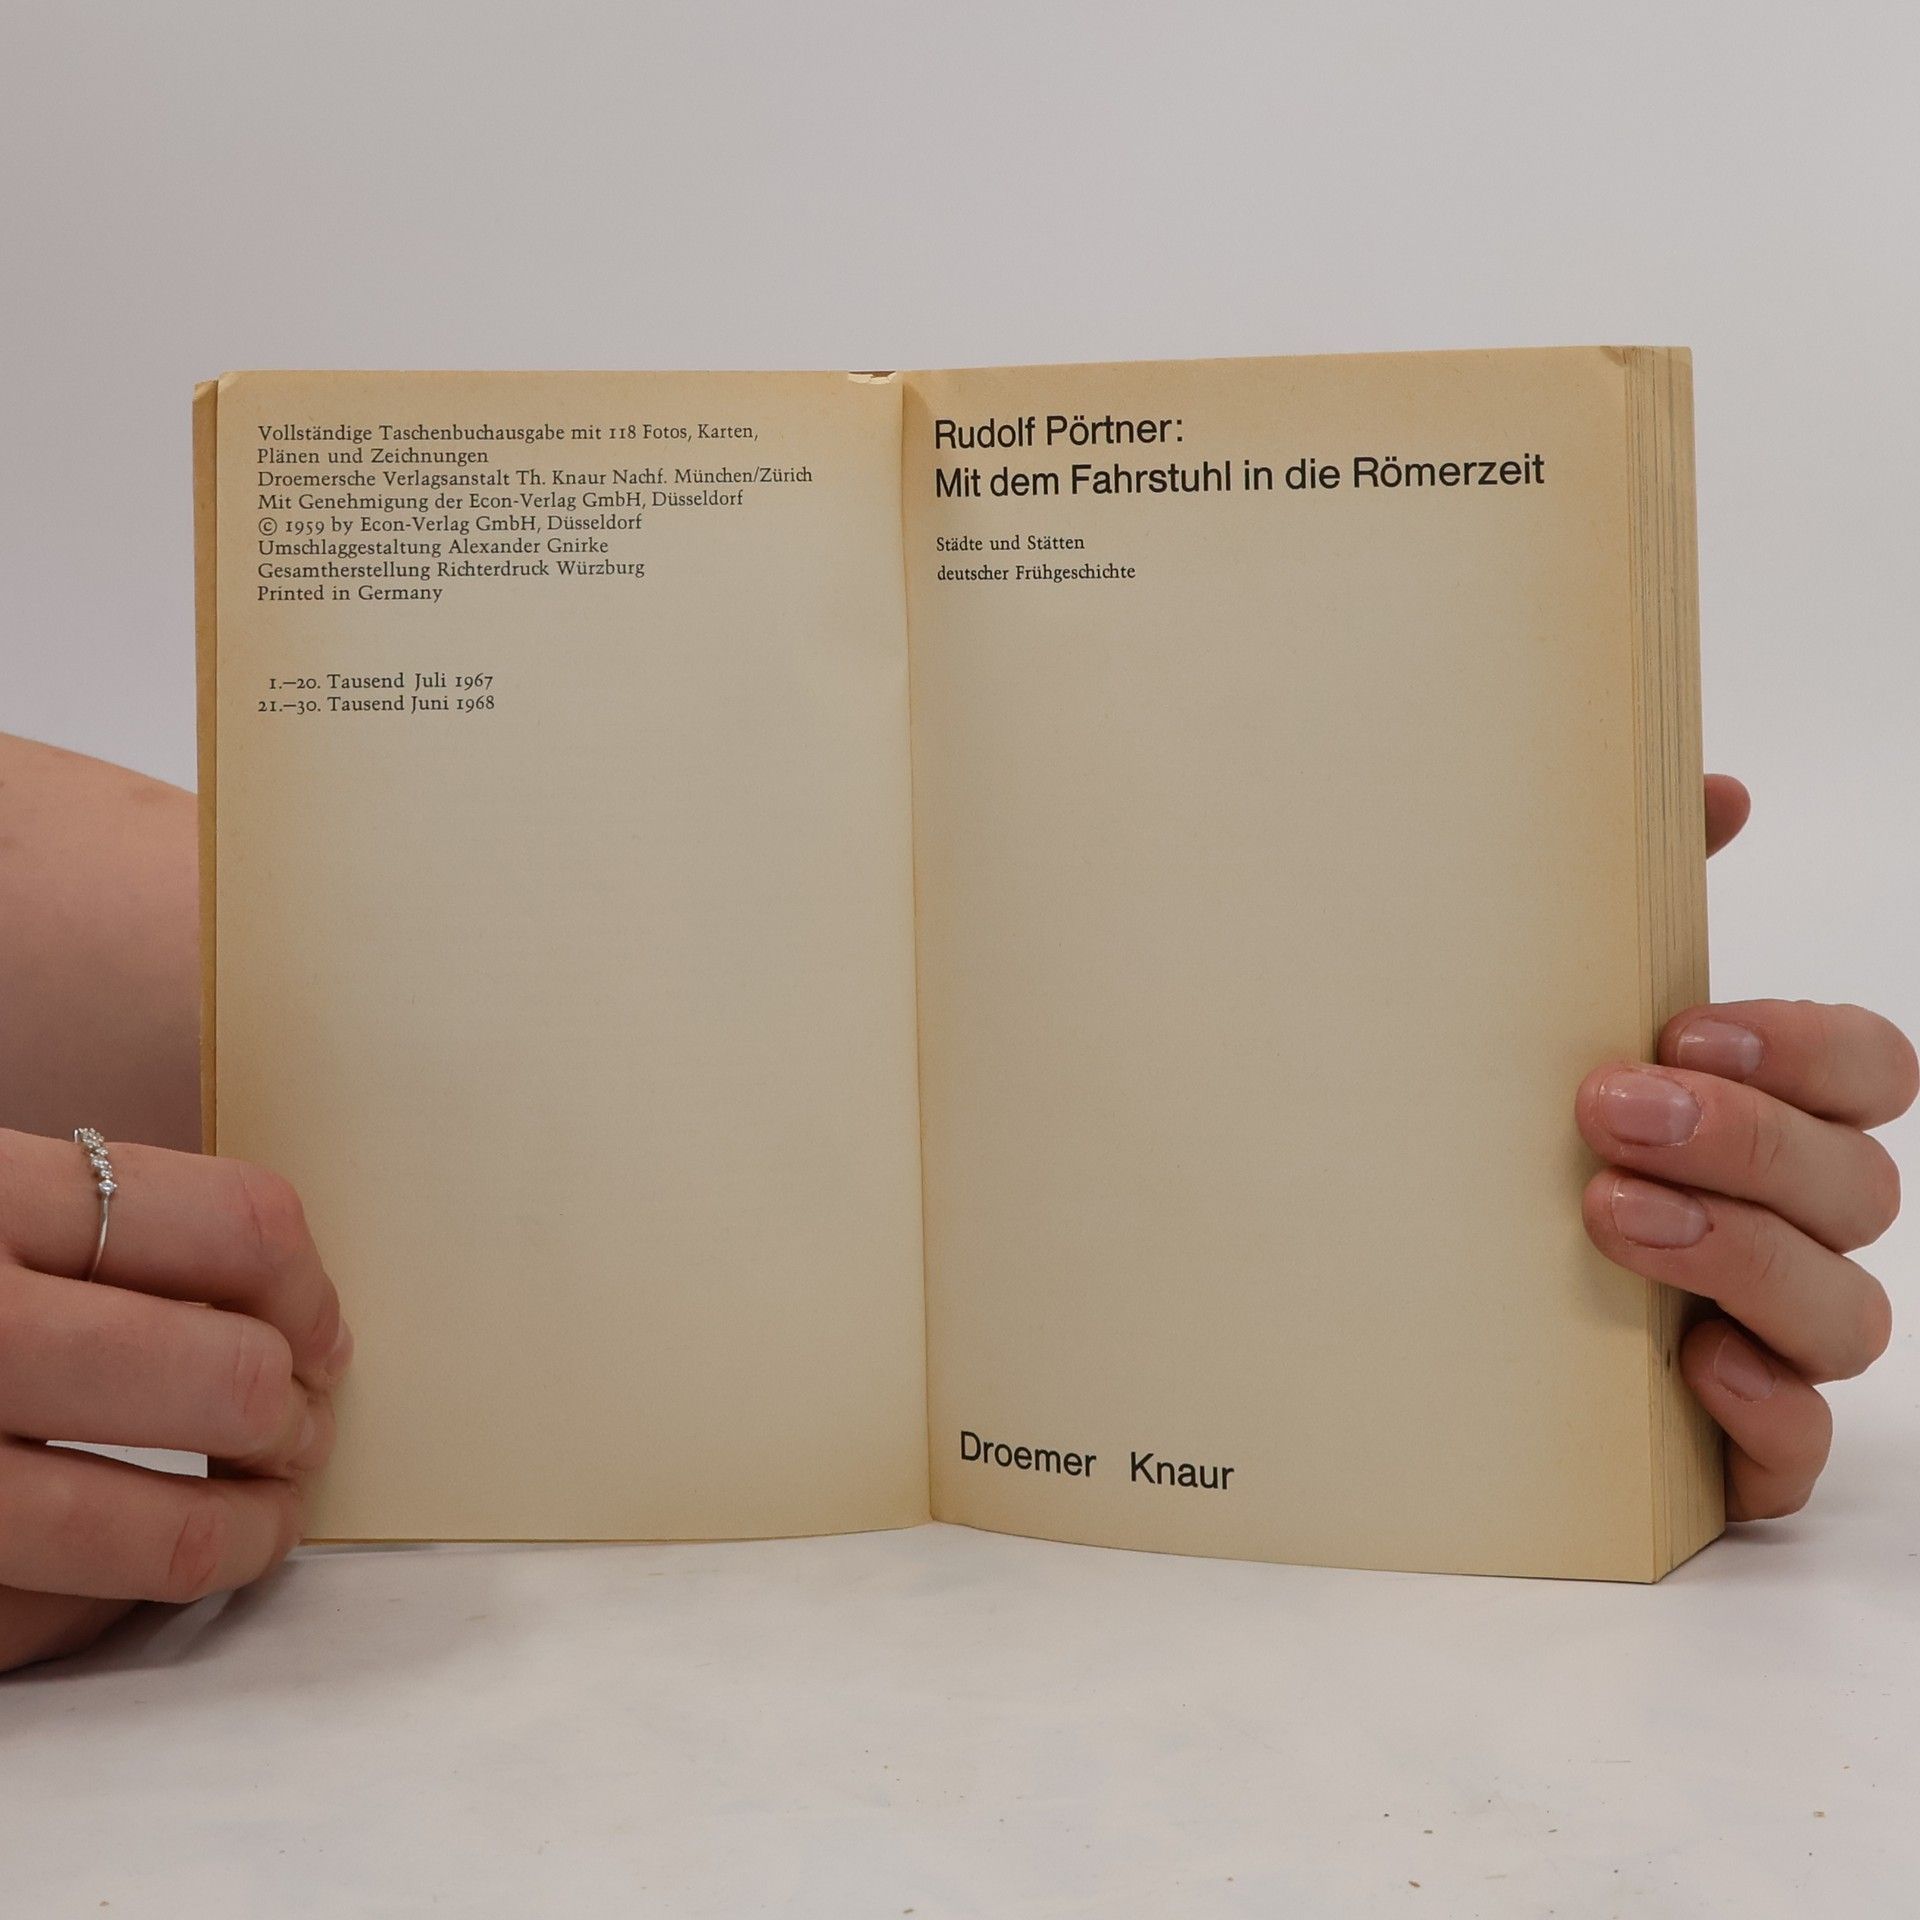 Vollständige Taschenbuchausgabe mit 118 Fotos, Karten,
Plänen und Zeichnungen
Droemersche Verlagsanstalt Th. Knaur Nachf. München/Zürich
Mit Genehmigung der Econ-Verlag GmbH, Düsseldorf
© 1959 by Econ-Verlag GmbH, Düsseldorf
Umschlaggestaltung Alexander Gnirke
Gesamtherstellung Richterdruck Würzburg
Printed in Germany
1.–20. Tausend Juli 1967
21.–30. Tausend Juni 1968
Rudolf Pörtner:
Mit dem Fahrstuhl in die Römerzeit
Städte und Stätten
deutscher Frühgeschichte
Droemer Knaur